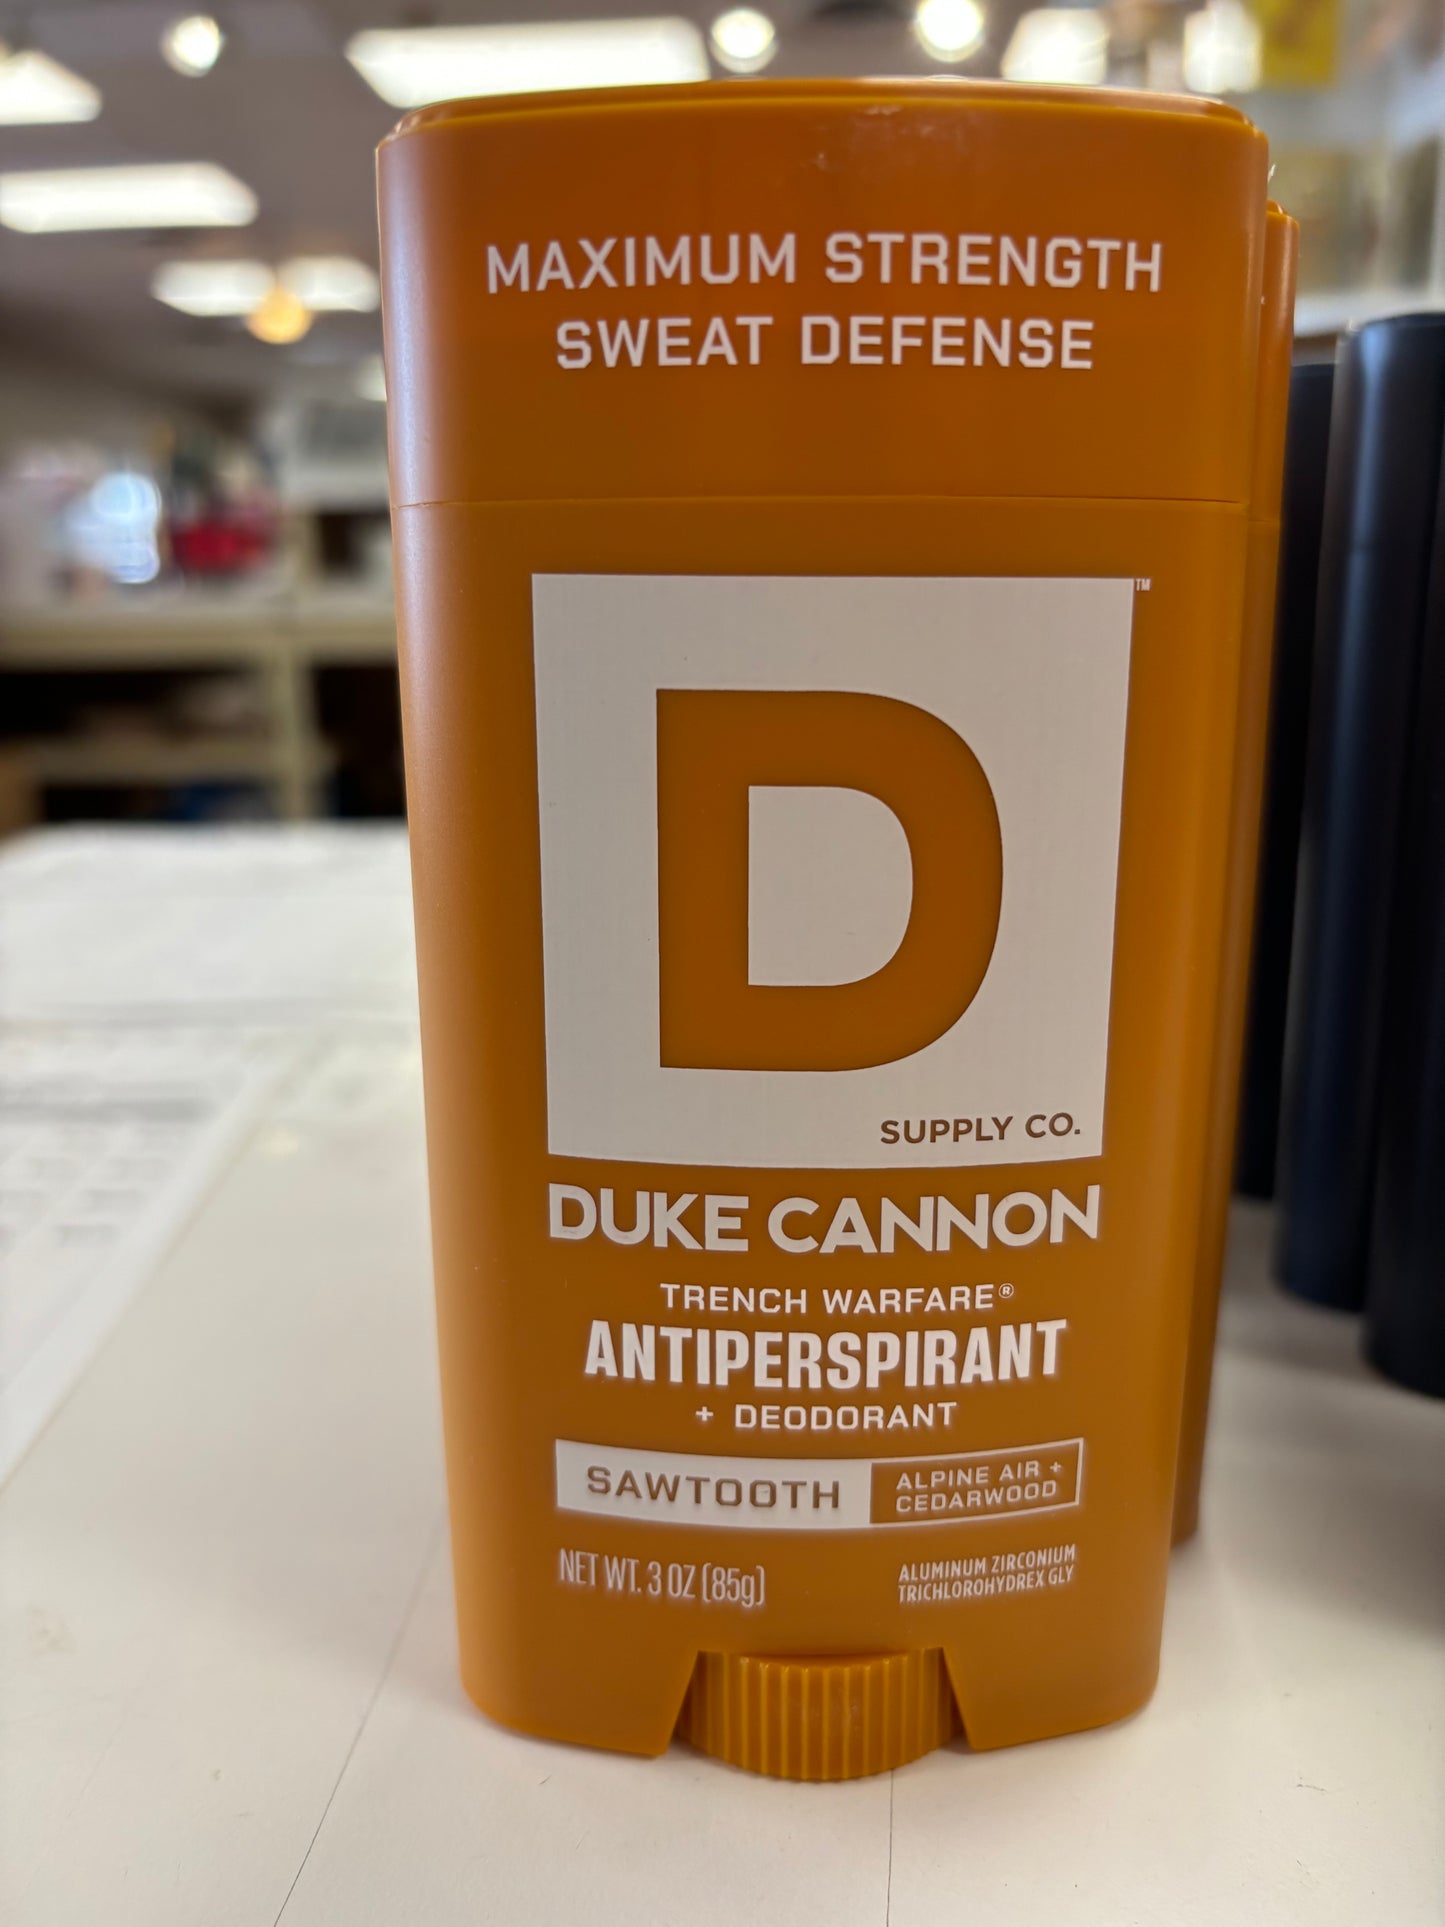 MAXIMUM STRENGTH
SWEAT DEFENSE
™
D
SUPPLY CO.
DUKE CANNON
TRENCH WARFARE®
ANTIPERSPIRANT
+ DEODORANT
SAWTOOTH
ALPINE AIR +
CEDARWOOD
NET WT. 3 OZ (85g)
ALUMINUM ZIRCONIUM
TRICHLOROHYDREX GLY